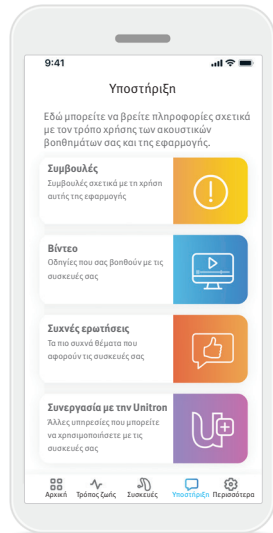 9:41
Υποστήριξη
Εδώ μπορείτε να βρείτε πληροφορίες σχετικά
με τον τρόπο χρήσης των ακουστικών
βοηθημάτων σας και της εφαρμογής.
Συμβουλές
Συμβουλές σχετικά με τη χρήση
αυτής της εφαρμογής
Βίντεο
Οδηγίες που σας βοηθούν με τις
συσκευές σας
Συχνές ερωτήσεις
Τα πιο συχνά θέματα που
αφορούν τις συσκευές σας
Συνεργασία με την Unitron
Άλλες υπηρεσίες που μπορείτε
να χρησιμοποιήσετε με τις
συσκευές σας
Αρχική Τρόπος ζωής Συσκευές Υποστήριξη Περισσότερα